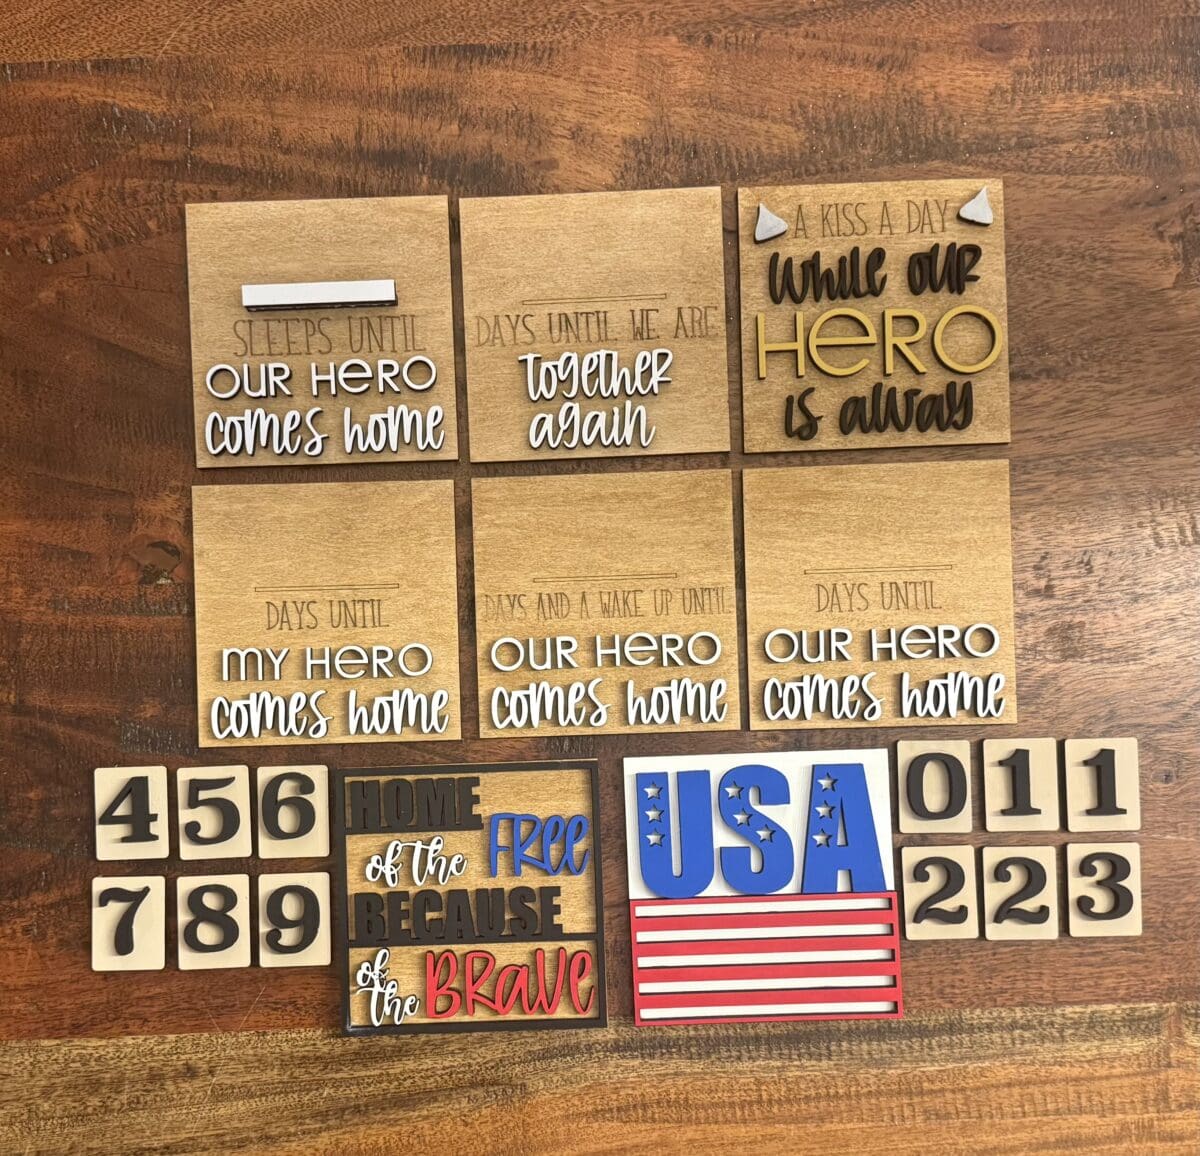 SLEEPS UNTIL
OUR HERO
comes home
DAYS UNTIL WE ARE
together
again
A KISS A DAY
while our
HERO
is away
DAYS UNTIL
MY HERO
comes home
DAYS AND A WAKE UP UNTIL
OUR HERO
comes home
DAYS UNTIL
OUR HERO
comes home
4 5 6
7 8 9
HOME
of the FREE
BECAUSE
of the BRAVE
USA
0 1 1
2 2 3